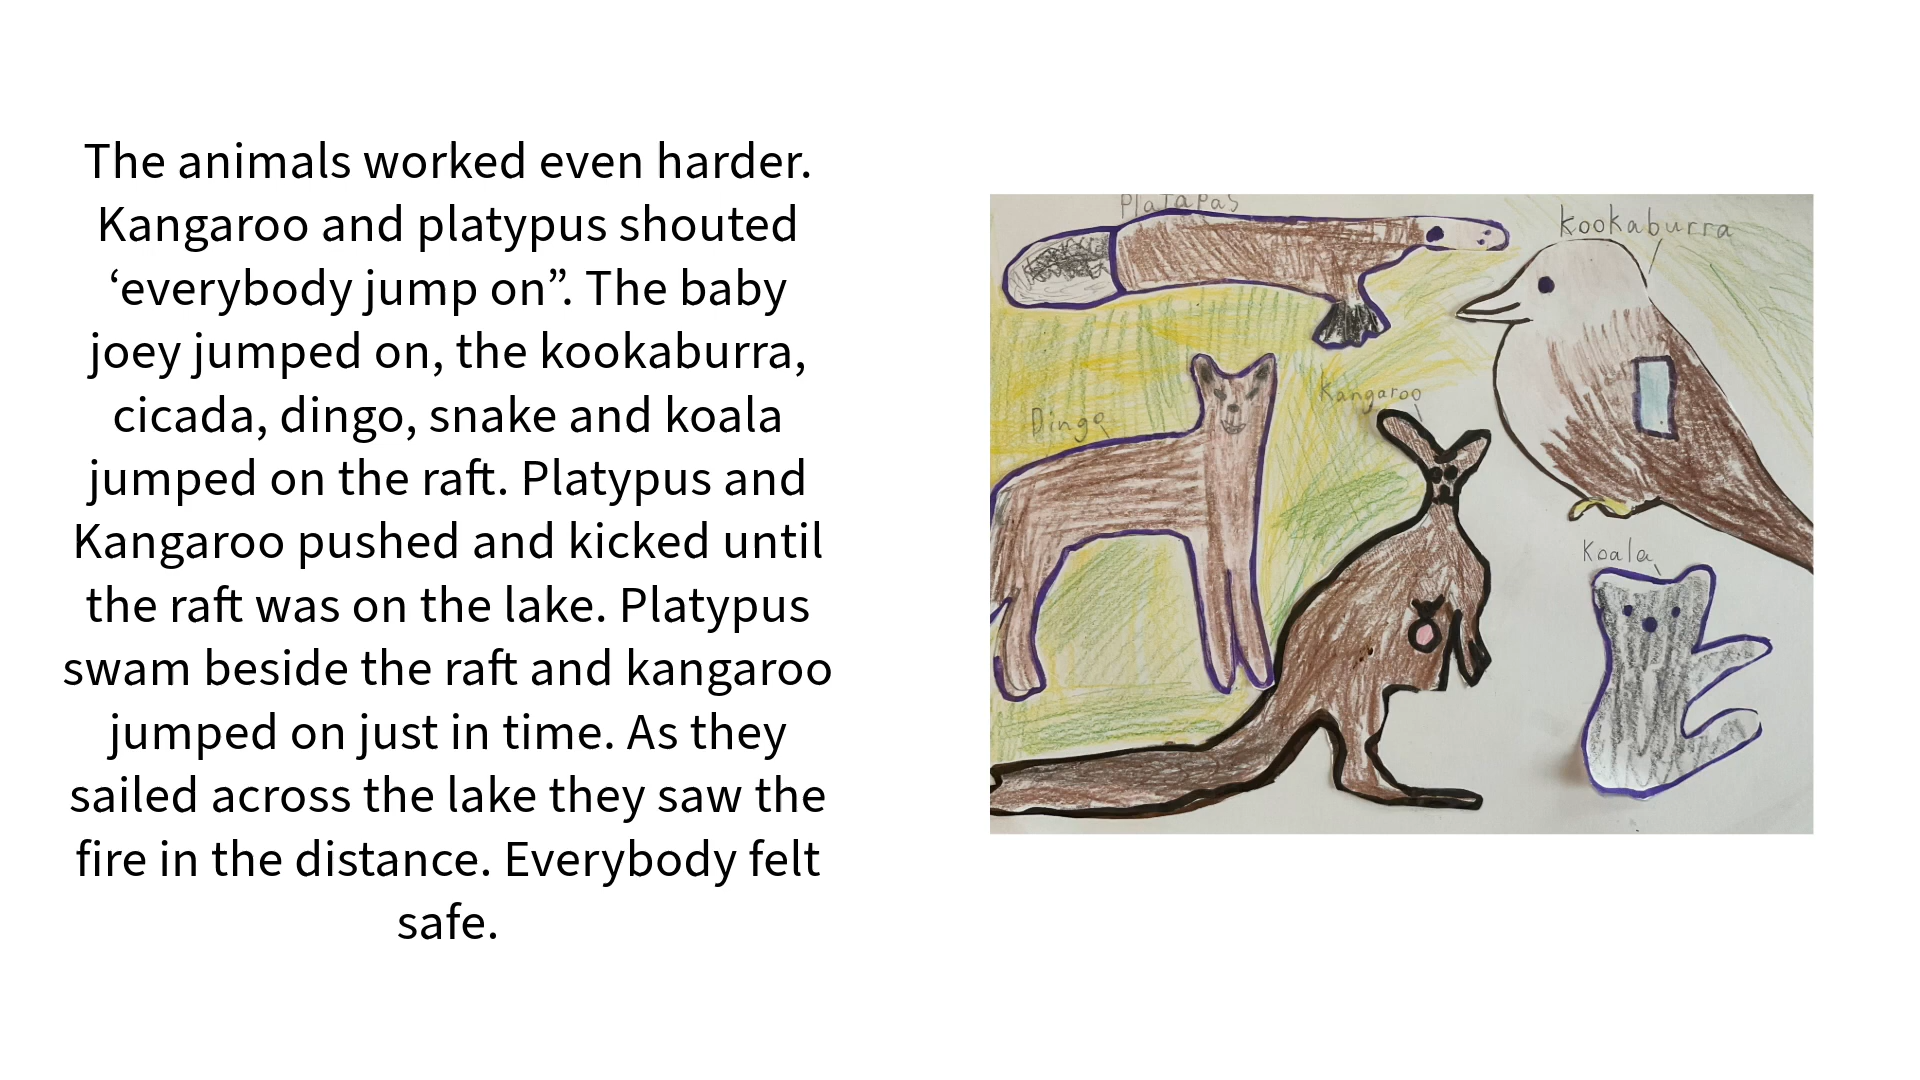 The animals worked even harder.
Kangaroo and platypus shouted
‘everybody jump on”. The baby
joey jumped on, the kookaburra,
cicada, dingo, snake and koala
jumped on the raft. Platypus and
Kangaroo pushed and kicked until
the raft was on the lake. Platypus
swam beside the raft and kangaroo
jumped on just in time. As they
sailed across the lake they saw the
fire in the distance. Everybody felt
safe.
Platapas
Kookaburra
Kangaroo
Dingo
Koala